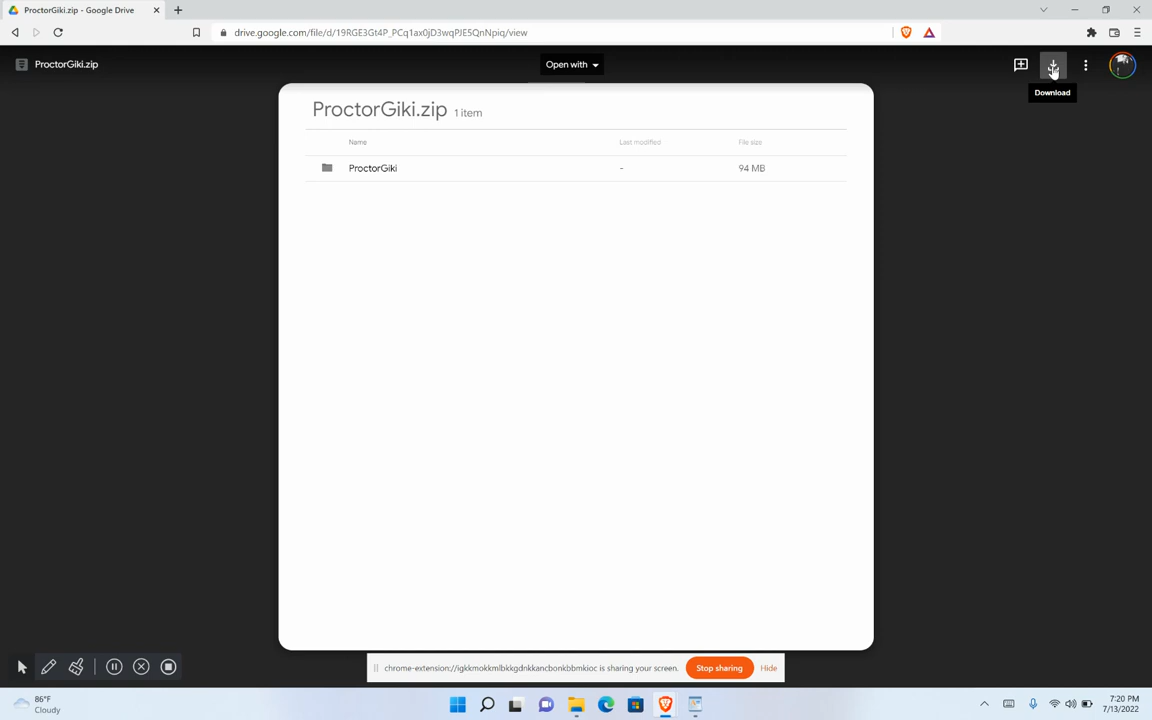 ProctorGiki.zip - Google Drive
drive.google.com/file/d/19RGE3Gt4P_PCq1ax0jD3wqPJE5QnNpiq/view
ProctorGiki.zip
Open with
Download
ProctorGiki.zip 1 item
Name Last modified File size
ProctorGiki - 94 MB
chrome-extension://igkkmokkmlbkkgdnkkancbonkbbmkioc is sharing your screen. Stop sharing Hide
86°F
Cloudy
7:20 PM
7/13/2022